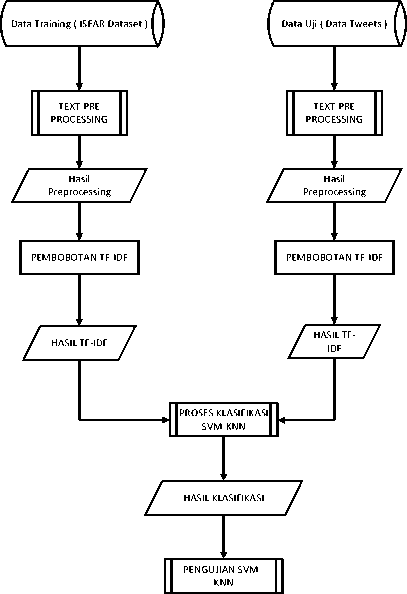 Data Training ( ISEAR Dataset )
Data Uji ( Data Tweets )
TEXT PRE
PROCESSING
TEXT PRE
PROCESSING
Hasil
Preprocessing
Hasil
Preprocessing
PEMBOBOTAN TF IDF
PEMBOBOTAN TF IDF
HASIL TF-IDF
HASIL TF-
IDF
PROSES KLASIFIKASI
SVM KNN
HASIL KLASIFIKASI
PENGUJIAN SVM
KNN